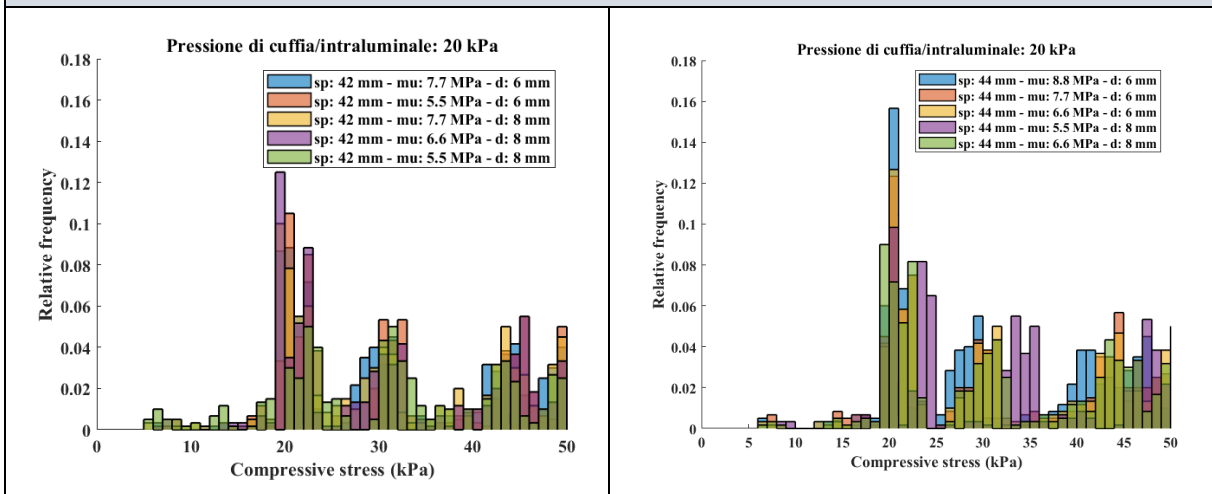 Pressione di cuffia/intraluminale: 20 kPa
0.18
0.16
0.14
0.12
0.1
0.08
0.06
0.04
0.02
0
Relative frequency
sp: 42 mm - mu: 7.7 MPa - d: 6 mm
sp: 42 mm - mu: 5.5 MPa - d: 6 mm
sp: 42 mm - mu: 7.7 MPa - d: 8 mm
sp: 42 mm - mu: 6.6 MPa - d: 8 mm
sp: 42 mm - mu: 5.5 MPa - d: 8 mm
0 10 20 30 40 50
Compressive stress (kPa)
Pressione di cuffia/intraluminale: 20 kPa
0.18
0.16
0.14
0.12
0.1
0.08
0.06
0.04
0.02
0
Relative frequency
sp: 44 mm - mu: 8.8 MPa - d: 6 mm
sp: 44 mm - mu: 7.7 MPa - d: 6 mm
sp: 44 mm - mu: 6.6 MPa - d: 6 mm
sp: 44 mm - mu: 5.5 MPa - d: 8 mm
sp: 44 mm - mu: 6.6 MPa - d: 8 mm
0 5 10 15 20 25 30 35 40 45 50
Compressive stress (kPa)